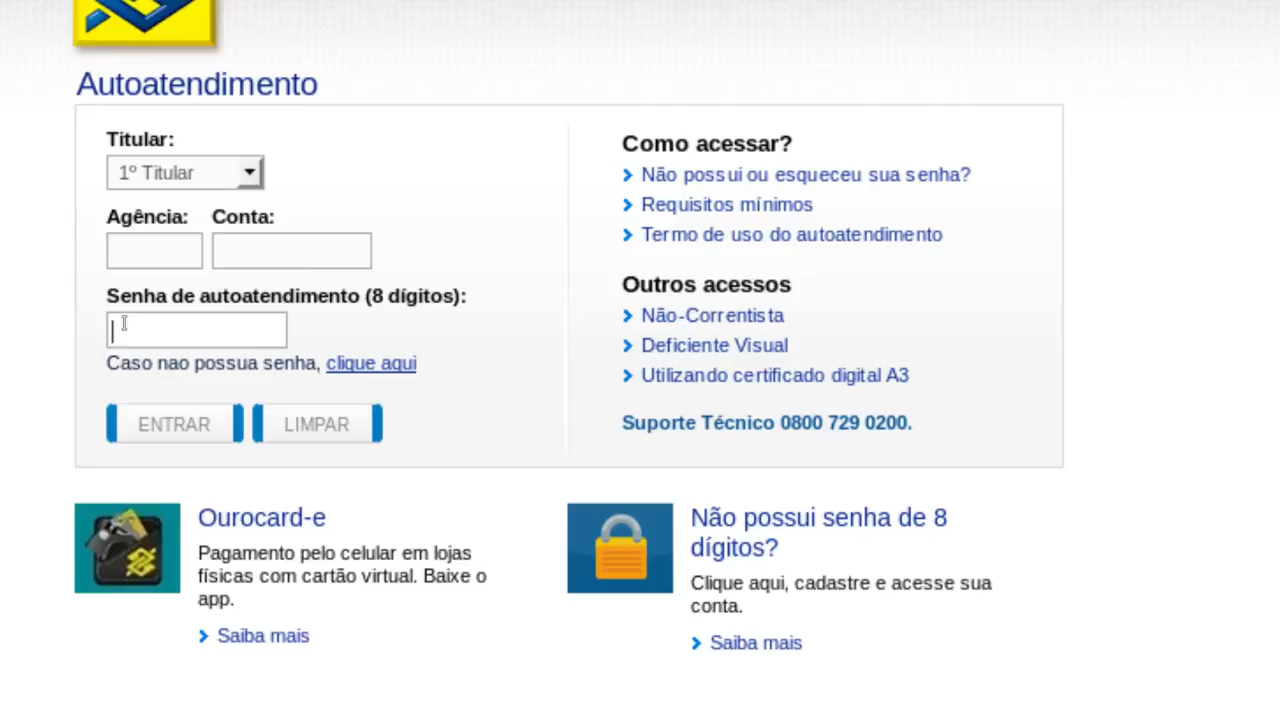 Autoatendimento
Titular:
1º Titular
Agência: Conta:
Senha de autoatendimento (8 dígitos):
Caso nao possua senha, clique aqui
ENTRAR LIMPAR
Como acessar?
Não possui ou esqueceu sua senha?
Requisitos mínimos
Termo de uso do autoatendimento
Outros acessos
Não-Correntista
Deficiente Visual
Utilizando certificado digital A3
Suporte Técnico 0800 729 0200.
Ourocard-e
Pagamento pelo celular em lojas
físicas com cartão virtual. Baixe o
app.
Saiba mais
Não possui senha de 8
dígitos?
Clique aqui, cadastre e acesse sua
conta.
Saiba mais